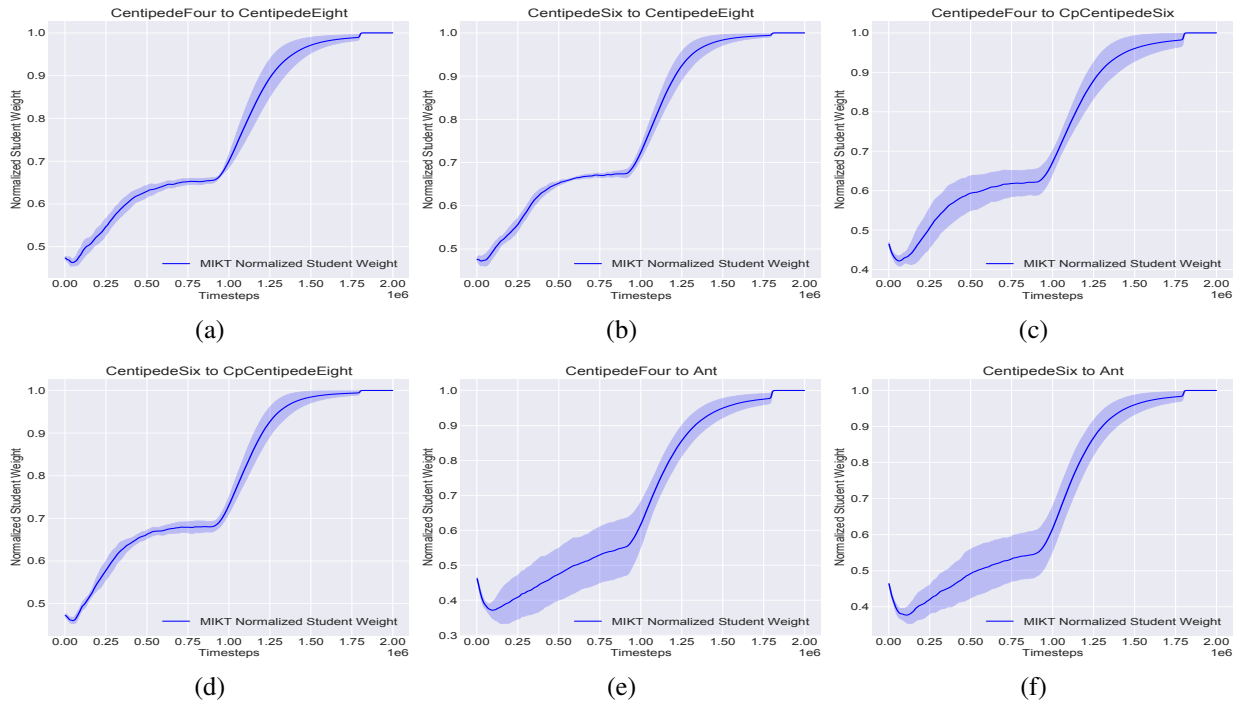 CentipedeFour to CentipedeEight
Normalized Student Weight
1.0
0.9
0.8
0.7
0.6
0.5
MIKT Normalized Student Weight
0.00 0.25 0.50 0.75 1.00 1.25 1.50 1.75 2.00
Timesteps
1e6
(a)
CentipedeSix to CentipedeEight
Normalized Student Weight
1.0
0.9
0.8
0.7
0.6
0.5
MIKT Normalized Student Weight
0.00 0.25 0.50 0.75 1.00 1.25 1.50 1.75 2.00
Timesteps
1e6
(b)
CentipedeFour to CpCentipedeSix
Normalized Student Weight
1.0
0.9
0.8
0.7
0.6
0.5
0.4
MIKT Normalized Student Weight
0.00 0.25 0.50 0.75 1.00 1.25 1.50 1.75 2.00
Timesteps
1e6
(c)
CentipedeSix to CpCentipedeEight
Normalized Student Weight
1.0
0.9
0.8
0.7
0.6
0.5
MIKT Normalized Student Weight
0.00 0.25 0.50 0.75 1.00 1.25 1.50 1.75 2.00
Timesteps
1e6
(d)
CentipedeFour to Ant
Normalized Student Weight
1.0
0.9
0.8
0.7
0.6
0.5
0.4
0.3
MIKT Normalized Student Weight
0.00 0.25 0.50 0.75 1.00 1.25 1.50 1.75 2.00
Timesteps
1e6
(e)
CentipedeSix to Ant
Normalized Student Weight
1.0
0.9
0.8
0.7
0.6
0.5
0.4
MIKT Normalized Student Weight
0.00 0.25 0.50 0.75 1.00 1.25 1.50 1.75 2.00
Timesteps
1e6
(f)